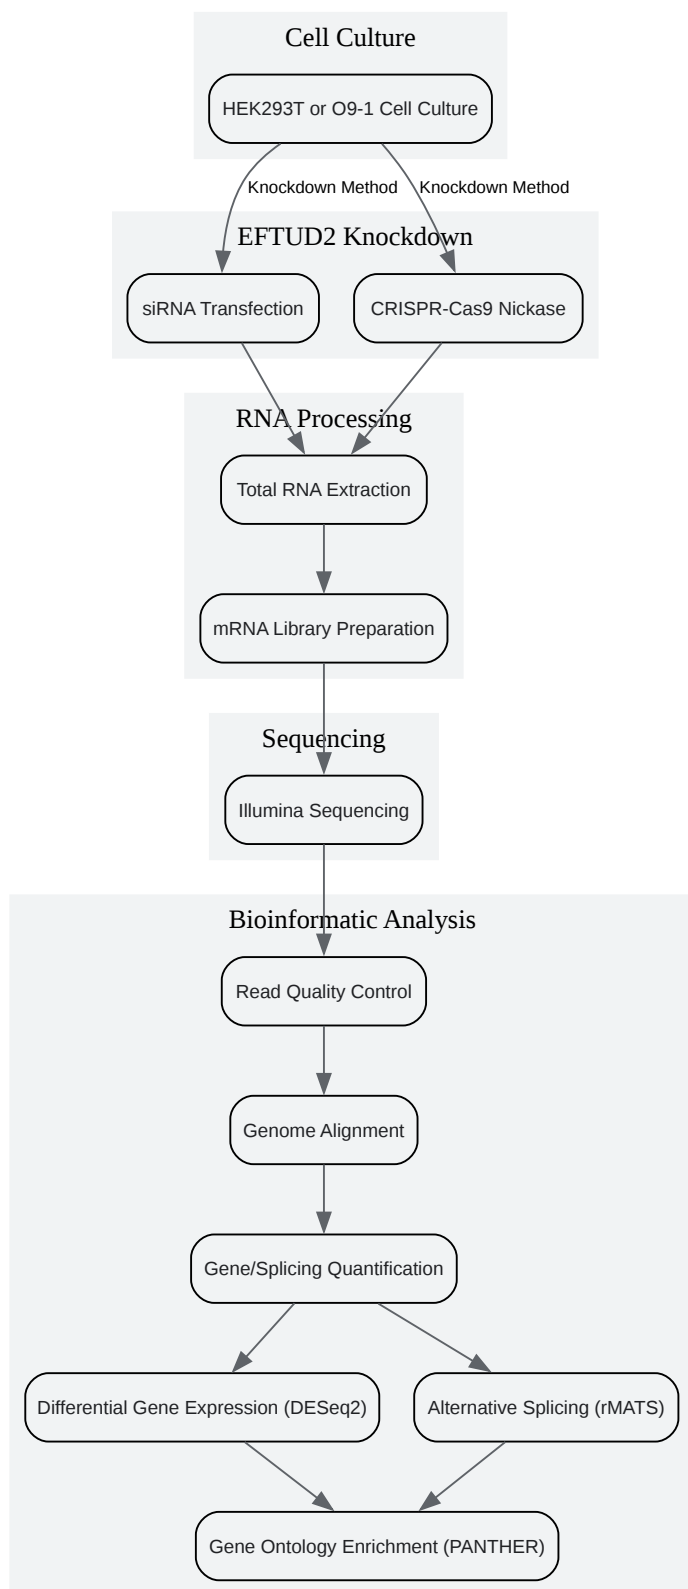 Cell Culture
HEK293T or O9-1 Cell Culture
Knockdown Method
Knockdown Method
EFTUD2 Knockdown
siRNA Transfection
CRISPR-Cas9 Nickase
RNA Processing
Total RNA Extraction
mRNA Library Preparation
Sequencing
Illumina Sequencing
Bioinformatic Analysis
Read Quality Control
Genome Alignment
Gene/Splicing Quantification
Differential Gene Expression (DESeq2)
Alternative Splicing (rMATS)
Gene Ontology Enrichment (PANTHER)